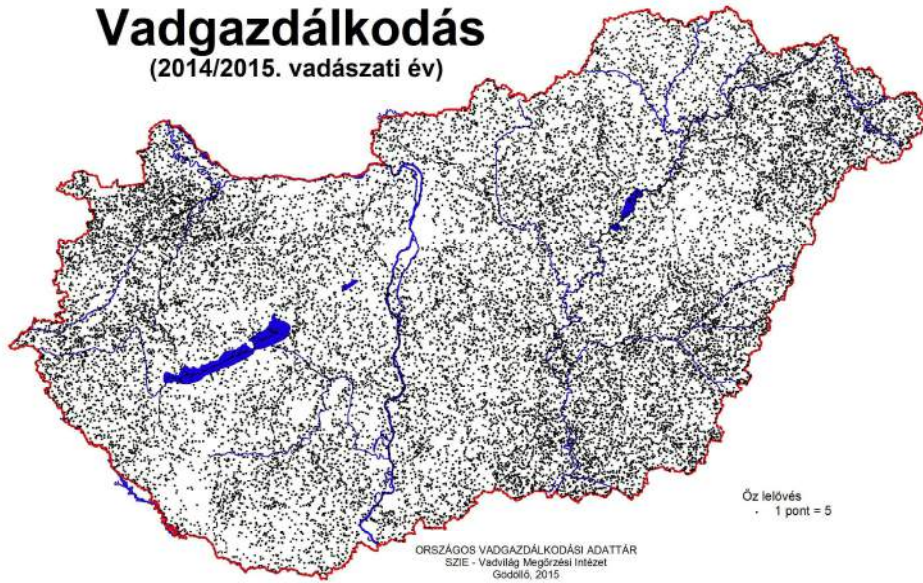 Vadgazdálkodás
(2014/2015. vadászati év)
Őz lelövés
1 pont = 5
ORSZÁGOS VADGAZDÁLKODÁSI ADATTÁR
SZIE - Vadvilág Megőrzési Intézet
Gödöllő, 2015